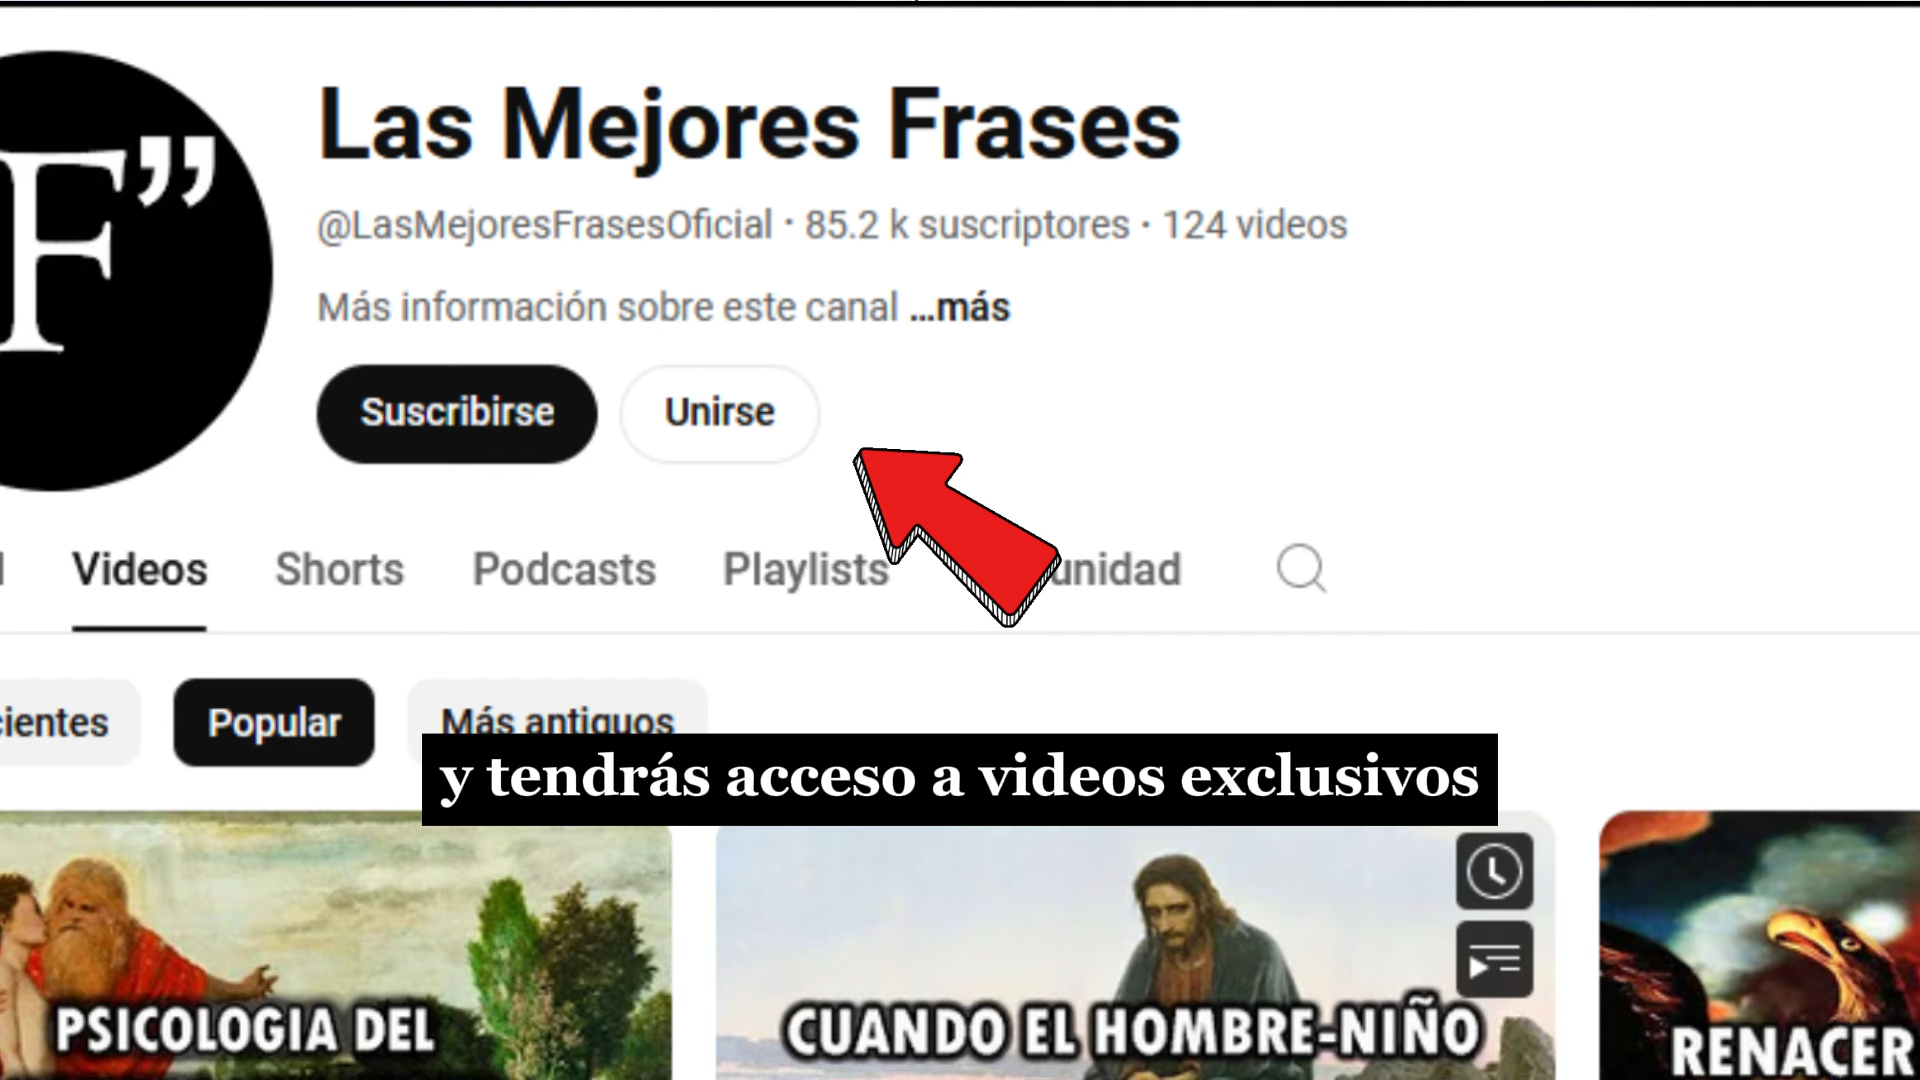 F”
Las Mejores Frases
@LasMejoresFrasesOficial · 85.2 k suscriptores · 124 videos
Más información sobre este canal ...más
Suscribirse
Unirse
Videos
Shorts
Podcasts
Playlists
unidad
cientes
Popular
Más antiguos
y tendrás acceso a videos exclusivos
PSICOLOGIA DEL
CUANDO EL HOMBRE-NIÑO
RENACER